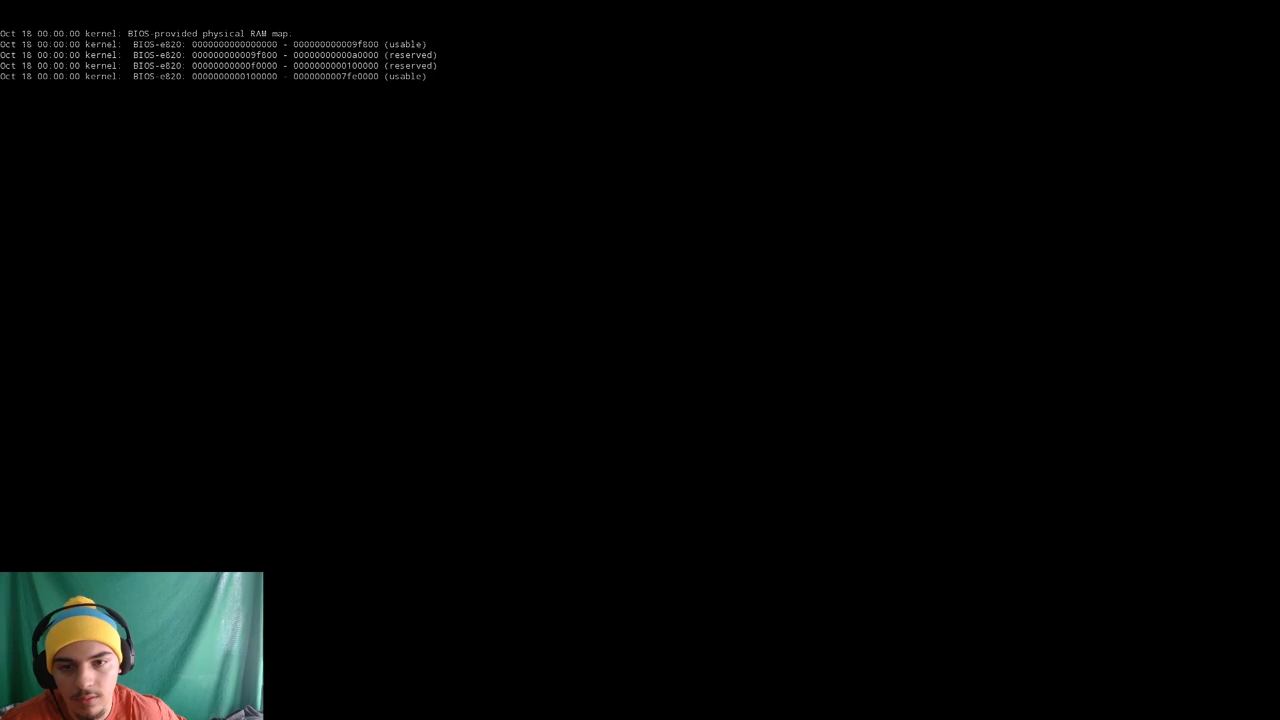 Oct 18 00:00:00 kernel: BIOS-provided physical RAM map:
Oct 18 00:00:00 kernel:  BIOS-e820: 0000000000000000 - 000000000009f800 (usable)
Oct 18 00:00:00 kernel:  BIOS-e820: 000000000009f800 - 00000000000a0000 (reserved)
Oct 18 00:00:00 kernel:  BIOS-e820: 00000000000f0000 - 0000000000100000 (reserved)
Oct 18 00:00:00 kernel:  BIOS-e820: 0000000000100000 - 0000000007fe0000 (usable)